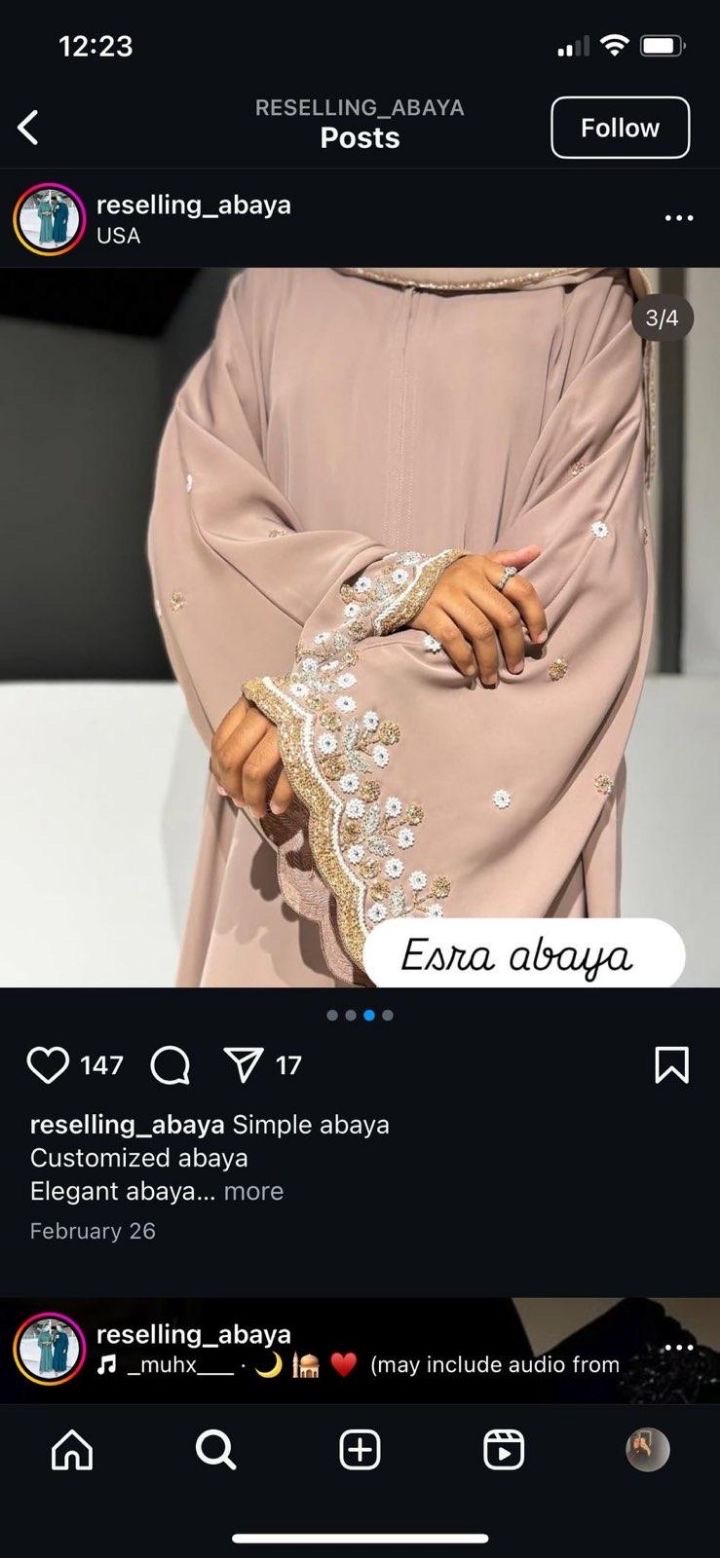 12:23
RESELLING_ABAYA
Posts
Follow
reselling_abaya
USA
3/4
Esra abaya
147
17
reselling_abaya Simple abaya
Customized abaya
Elegant abaya... more
February 26
reselling_abaya
_muhx___ · 🌙🕌♥️ (may include audio from